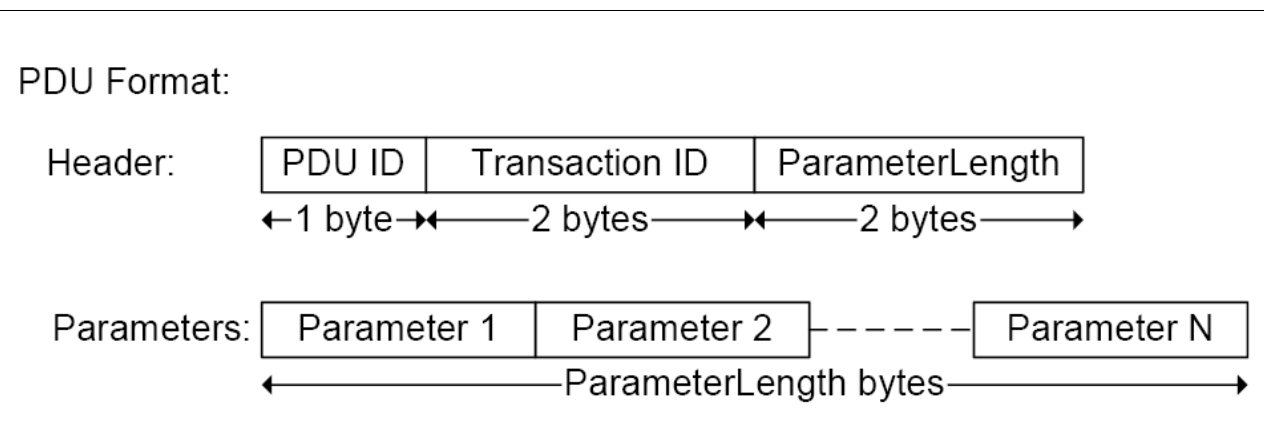 PDU Format:
Header: PDU ID Transaction ID ParameterLength
1 byte 2 bytes 2 bytes
Parameters: Parameter 1 Parameter 2 Parameter N
ParameterLength bytes